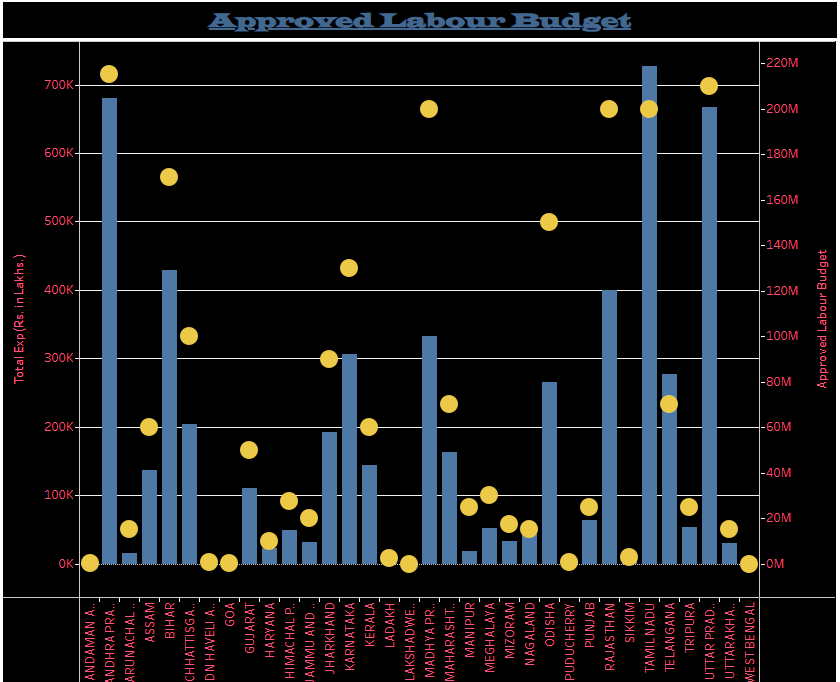 Approved Labour Budget
700K
600K
500K
400K
300K
200K
100K
0K
Total Exp(Rs. in Lakhs.)
220M
200M
180M
160M
140M
120M
100M
80M
60M
40M
20M
0M
Approved Labour Budget
ANDAMAN A..
ANDHRA PRA..
ARUNACHAL ..
ASSAM
BIHAR
CHHATTISGA..
DN HAVELI A..
GOA
GUJARAT
HARYANA
HIMACHAL P..
JAMMU AND ..
JHARKHAND
KARNATAKA
KERALA
LADAKH
LAKSHADWE..
MADHYA PR..
MAHARASHT..
MANIPUR
MEGHALAYA
MIZORAM
NAGALAND
ODISHA
PUDUCHERRY
PUNJAB
RAJASTHAN
SIKKIM
TAMIL NADU
TELANGANA
TRIPURA
UTTAR PRAD..
UTTARAKHA..
WEST BENGAL